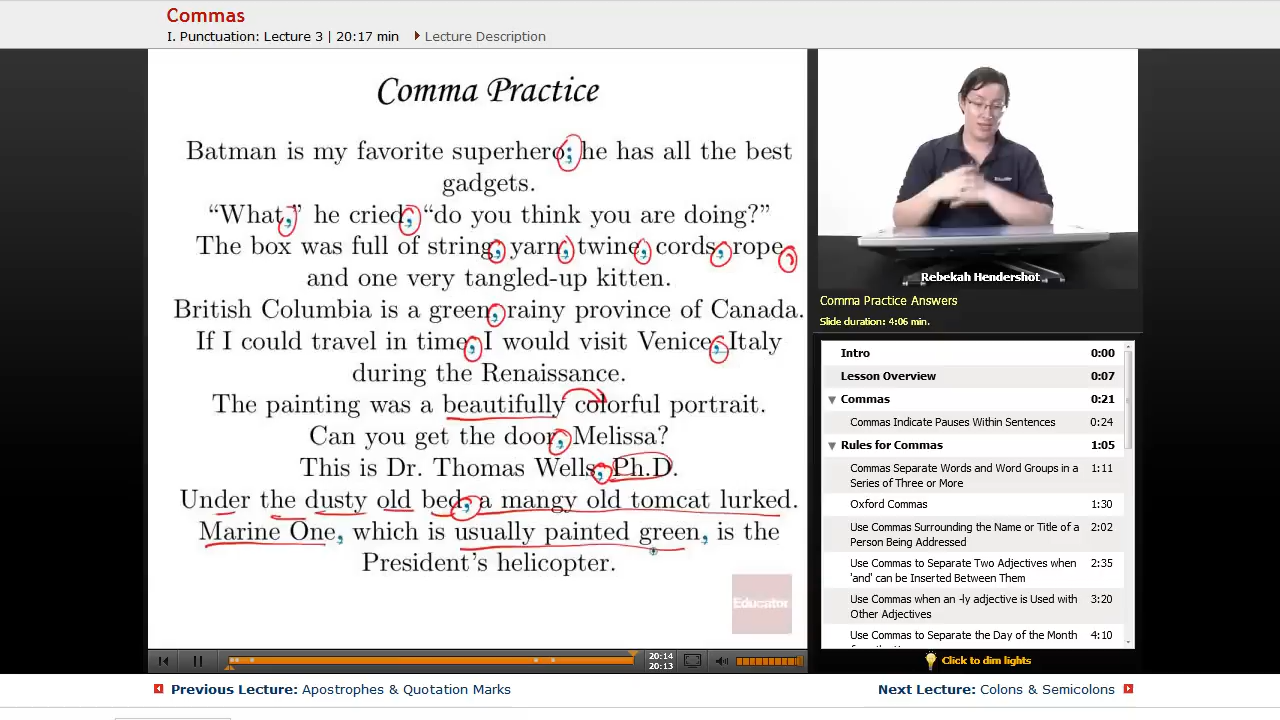 Commas
I. Punctuation: Lecture 3 | 20:17 min
Lecture Description
Comma Practice
Batman is my favorite superhero; he has all the best
gadgets.
“What,” he cried, “do you think you are doing?”
The box was full of string, yarn, twine, cords, rope,
and one very tangled-up kitten.
British Columbia is a green, rainy province of Canada.
If I could travel in time, I would visit Venice, Italy
during the Renaissance.
The painting was a beautifully colorful portrait.
Can you get the door, Melissa?
This is Dr. Thomas Wells, Ph.D.
Under the dusty old bed, a mangy old tomcat lurked.
Marine One, which is usually painted green, is the
President’s helicopter.
Educator
Rebekah Hendershot
Comma Practice Answers
Slide duration: 4:06 min.
Intro 0:00
Lesson Overview 0:07
Commas 0:21
Commas Indicate Pauses Within Sentences 0:24
Rules for Commas 1:05
Commas Separate Words and Word Groups in a 1:11
Series of Three or More
Oxford Commas 1:30
Use Commas Surrounding the Name or Title of a 2:02
Person Being Addressed
Use Commas to Separate Two Adjectives when 2:35
'and' can be Inserted Between Them
Use Commas when an -ly adjective is Used with 3:20
Other Adjectives
Use Commas to Separate the Day of the Month 4:10
20:14
20:13
Click to dim lights
Previous Lecture: Apostrophes & Quotation Marks
Next Lecture: Colons & Semicolons